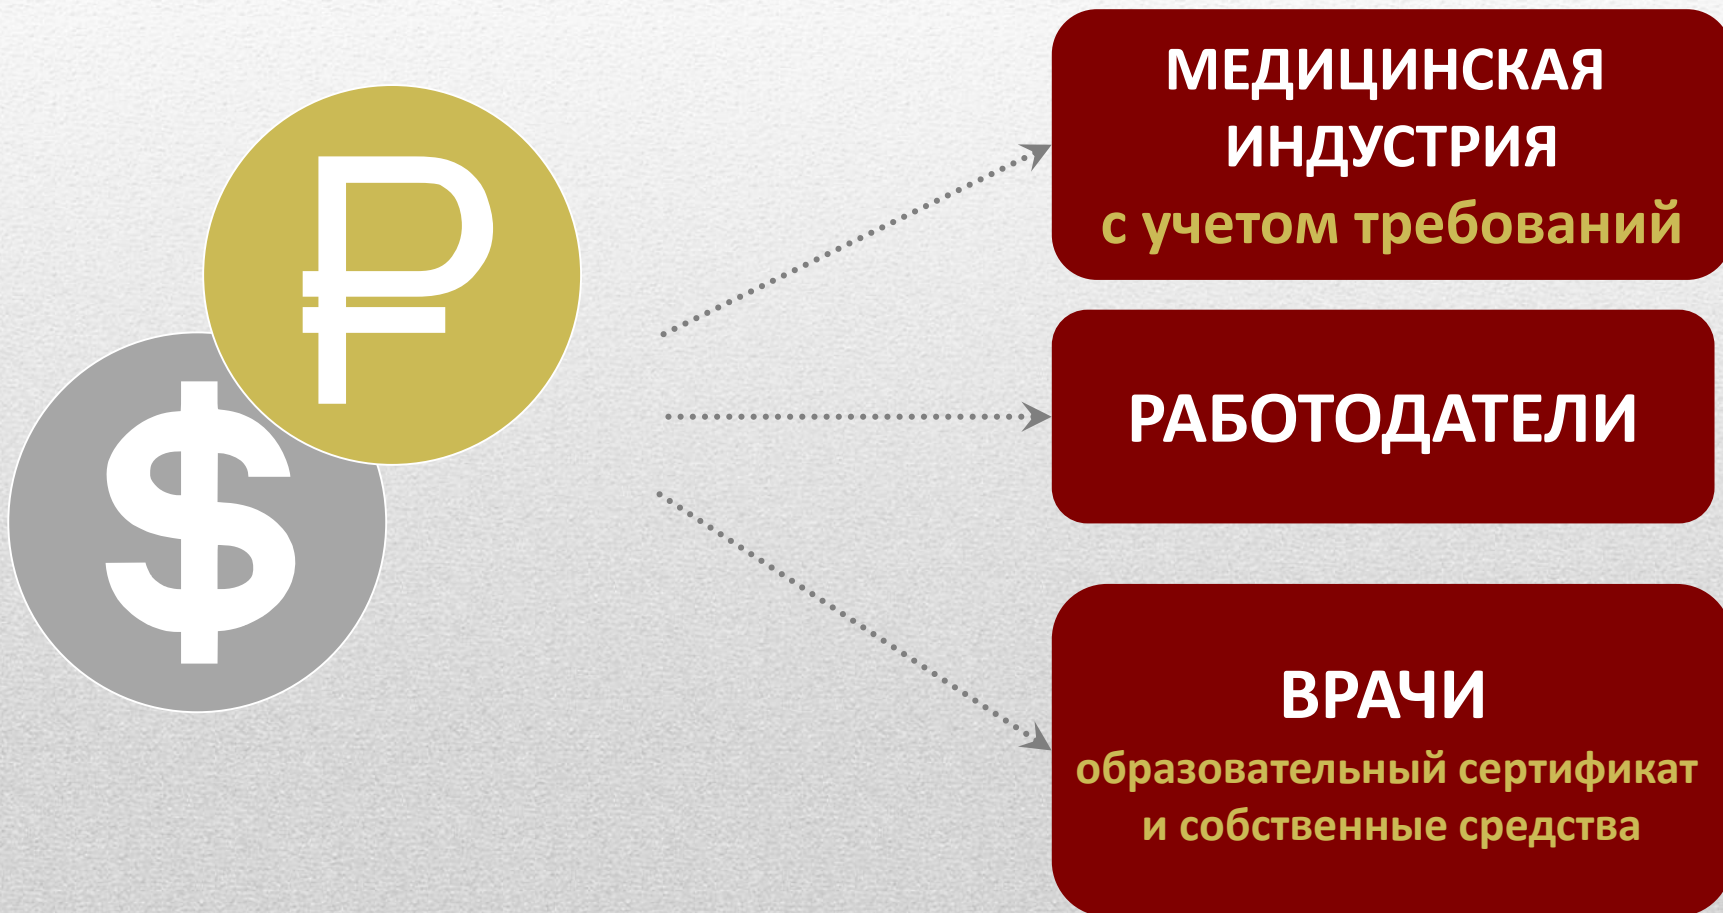 ₽
$
МЕДИЦИНСКАЯ
ИНДУСТРИЯ
с учетом требований
РАБОТОДАТЕЛИ
ВРАЧИ
образовательный сертификат
и собственные средства